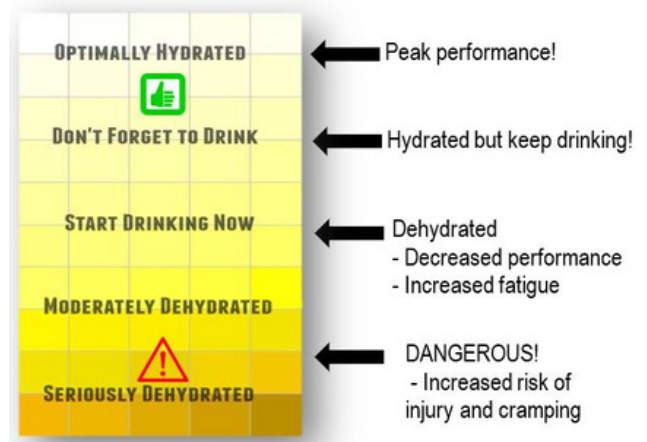 OPTIMALLY HYDRATED
Peak performance!
DON'T FORGET TO DRINK
Hydrated but keep drinking!
START DRINKING NOW
Dehydrated
- Decreased performance
- Increased fatigue
MODERATELY DEHYDRATED
DANGEROUS!
- Increased risk of
injury and cramping
SERIOUSLY DEHYDRATED